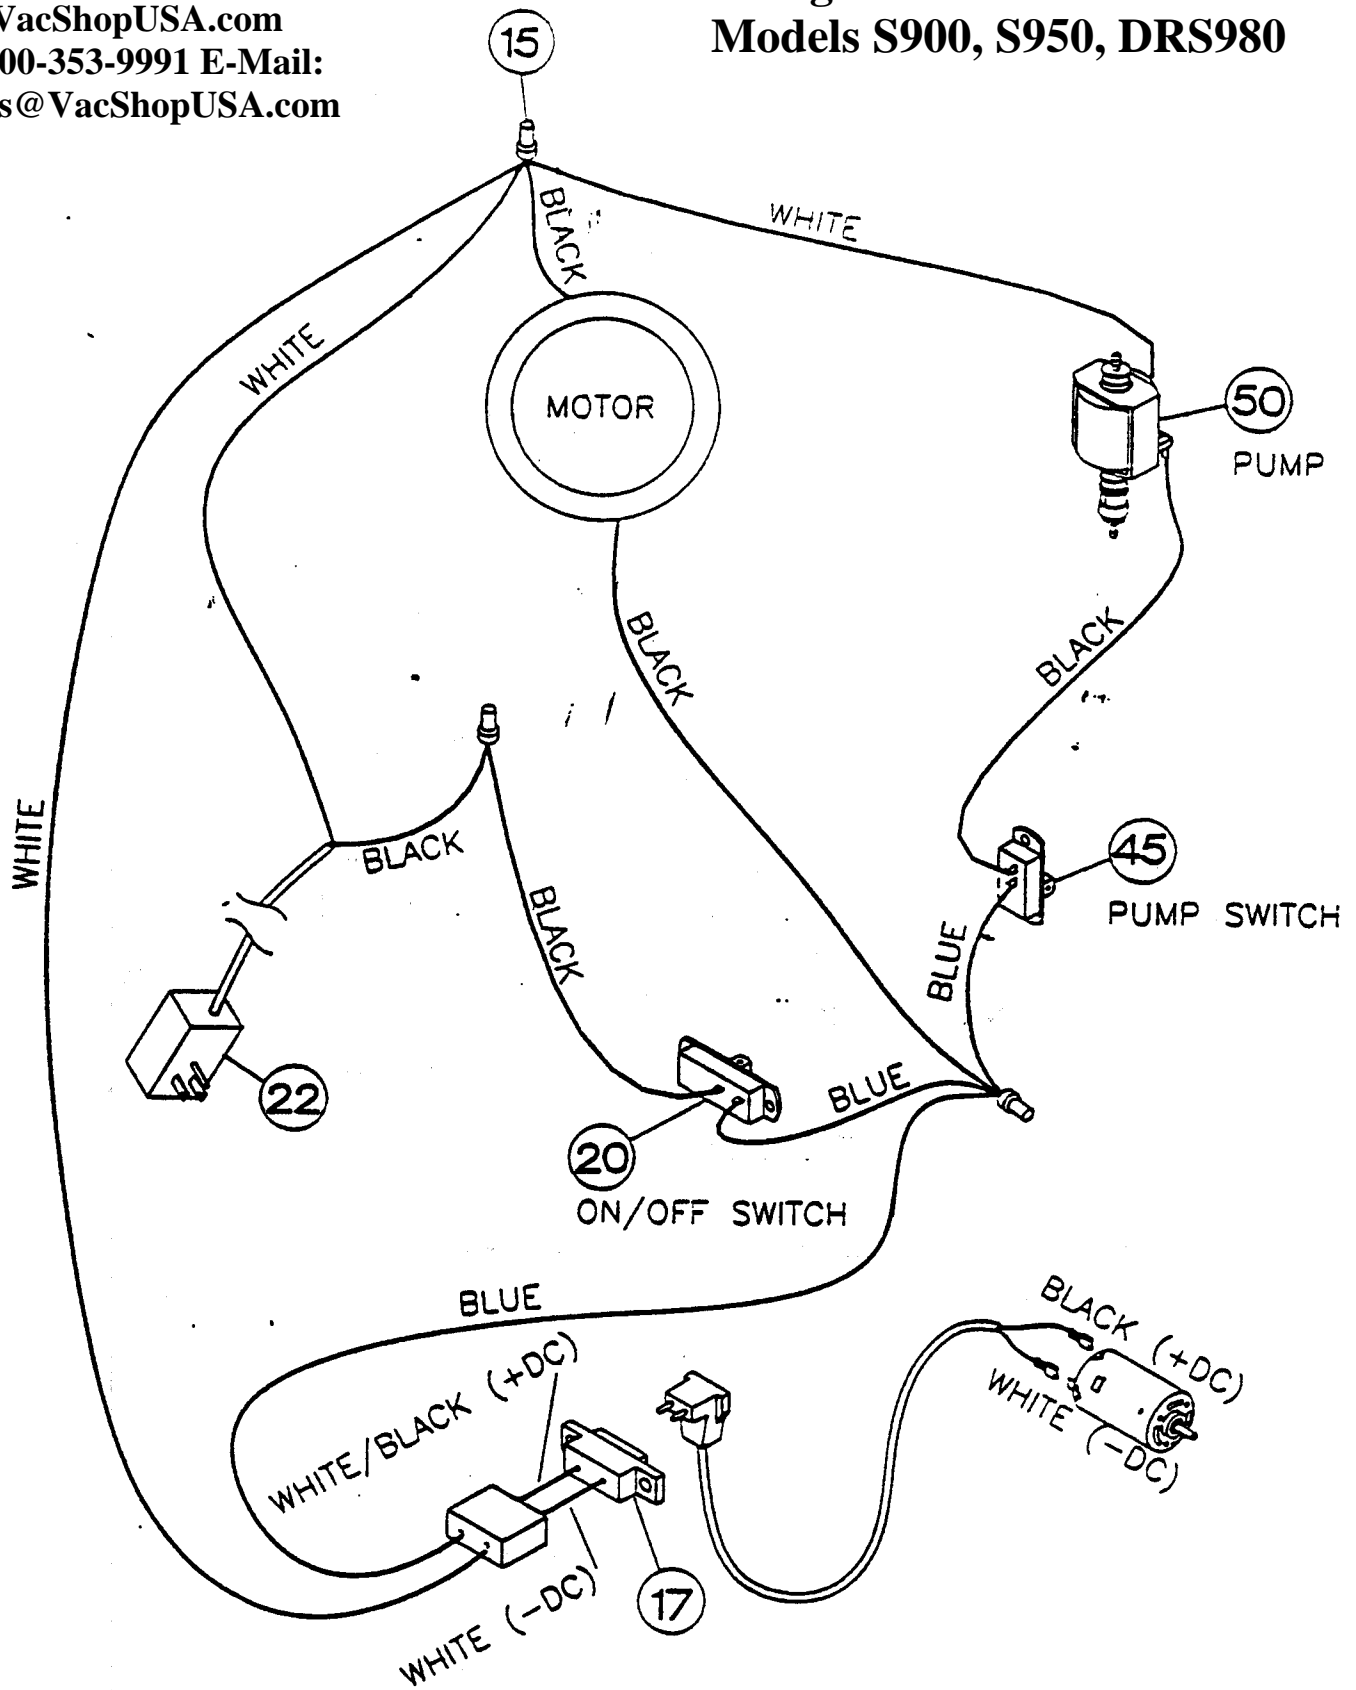 VacShopUSA.com
00-353-9991 E-Mail:
s@VacShopUSA.com
Models S900, S950, DRS980
15
BLACK
WHITE
WHITE
MOTOR
50
PUMP
BLACK
BLACK
WHITE
BLACK
45
PUMP SWITCH
BLACK
BLUE
22
BLUE
20
ON/OFF SWITCH
BLUE
BLACK (+DC)
WHITE (-DC)
WHITE/BLACK (+DC)
17
WHITE (-DC)